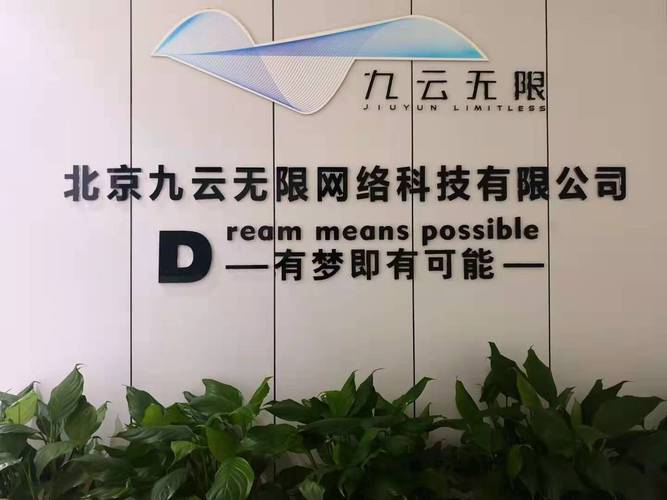 九云无限
JIUYUN LIMITLESS
北京九云无限网络科技有限公司
Dream means possible
—有梦即有可能—